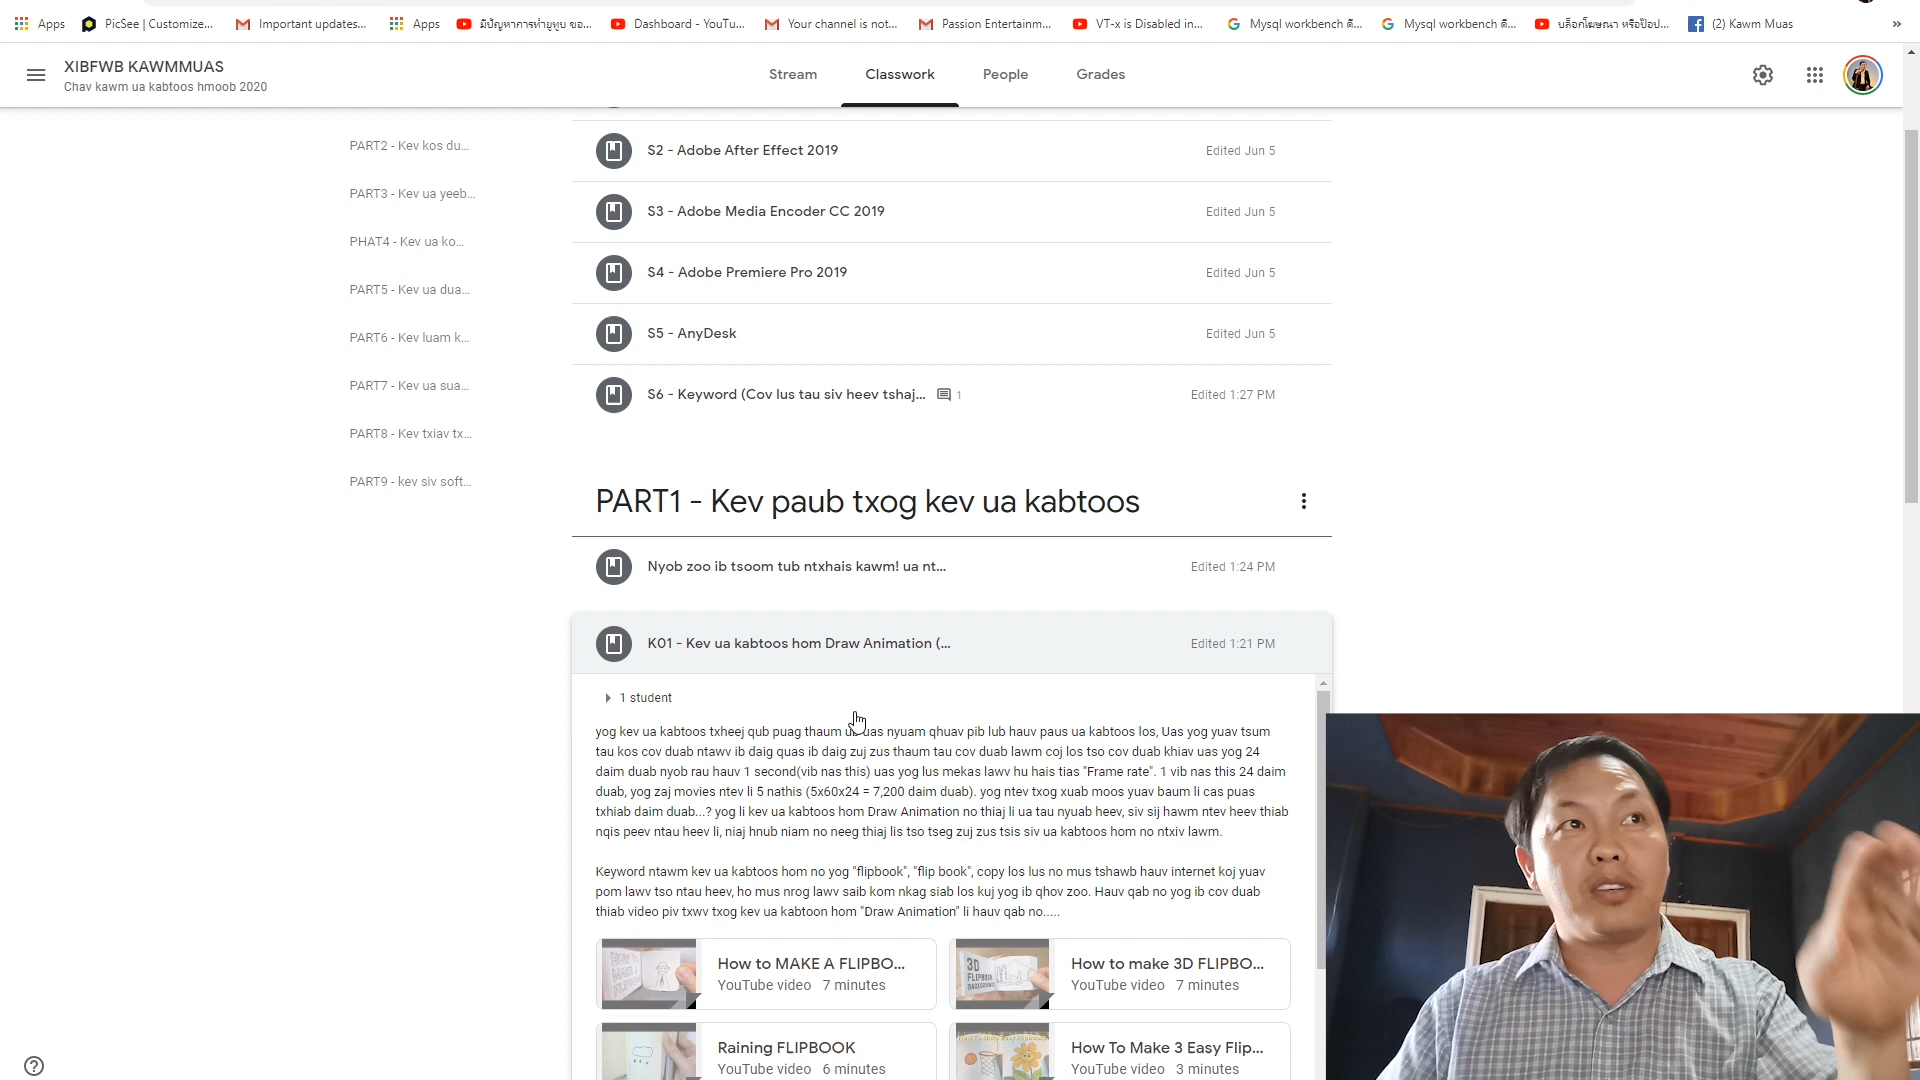 Apps
PicSee | Customize...
Important updates...
Apps
มีปัญหาการทำยูทูบ ขอ...
Dashboard - YouTu...
Your channel is not...
Passion Entertainm...
VT-x is Disabled in...
Mysql workbench คื...
Mysql workbench คื...
บล็อกโฆษณา หรือป๊อป...
(2) Kawm Muas
»
XIBFWB KAWMMUAS
Chav kawm ua kabtoos hmoob 2020
Stream
Classwork
People
Grades
PART2 - Kev kos du...
PART3 - Kev ua yeeb...
PHAT4 - Kev ua ko...
PART5 - Kev ua dua...
PART6 - Kev luam k...
PART7 - Kev ua sua...
PART8 - Kev txiav tx...
PART9 - kev siv soft...
S2 - Adobe After Effect 2019
Edited Jun 5
S3 - Adobe Media Encoder CC 2019
Edited Jun 5
S4 - Adobe Premiere Pro 2019
Edited Jun 5
S5 - AnyDesk
Edited Jun 5
S6 - Keyword (Cov lus tau siv heev tshaj...
1
Edited 1:27 PM
PART1 - Kev paub txog kev ua kabtoos
Nyob zoo ib tsoom tub ntxhais kawm! ua nt...
Edited 1:24 PM
K01 - Kev ua kabtoos hom Draw Animation (...
Edited 1:21 PM
1 student
yog kev ua kabtoos txheej qub puag thaum uas nyuam qhuav pib lub hauv paus ua kabtoos los, Uas yog yuav tsum
tau kos cov duab ntawv ib daig quas ib daig zuj zus thaum tau cov duab lawm coj los tso cov duab khiav uas yog 24
daim duab nyob rau hauv 1 second(vib nas this) uas yog lus mekas lawv hu hais tias "Frame rate". 1 vib nas this 24 daim
duab, yog zaj movies ntev li 5 nathis (5x60x24 = 7,200 daim duab). yog ntev txog xuab moos yuav baum li cas puas
txhiab daim duab...? yog li kev ua kabtoos hom Draw Animation no thiaj li ua tau nyuab heev, siv sij hawm ntev heev thiab
nqis peev ntau heev li, niaj hnub niam no neeg thiaj lis tso tseg zuj zus tsis siv ua kabtoos hom no ntxiv lawm.
Keyword ntawm kev ua kabtoos hom no yog "flipbook", "flip book", copy los lus no mus tshawb hauv internet koj yuav
pom lawv tso ntau heev, ho mus nrog lawv saib kom nkag siab los kuj yog ib qhov zoo. Hauv qab no yog ib cov duab
thiab video piv txwv txog kev ua kabtoon hom "Draw Animation" li hauv qab no.....
How to MAKE A FLIPBO...
YouTube video 7 minutes
3D
FLIPBOOK
BACKGROUND
How to make 3D FLIPBO...
YouTube video 7 minutes
Raining FLIPBOOK
YouTube video 6 minutes
How To Make 3 Easy Flip...
YouTube video 3 minutes